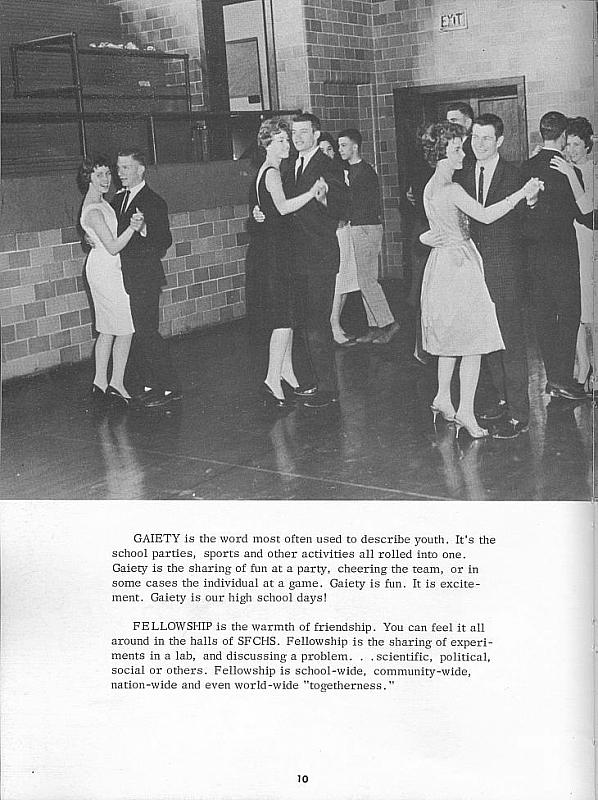 EXIT
GAIETY is the word most often used to describe youth. It's the
school parties, sports and other activities all rolled into one.
Gaiety is the sharing of fun at a party, cheering the team, or in
some cases the individual at a game. Gaiety is fun. It is excite-
ment. Gaiety is our high school days!
FELLOWSHIP is the warmth of friendship. You can feel it all
around in the halls of SFCHS. Fellowship is the sharing of experi-
ments in a lab, and discussing a problem. . .scientific, political,
social or others. Fellowship is school-wide, community-wide,
nation-wide and even world-wide "togetherness."
10